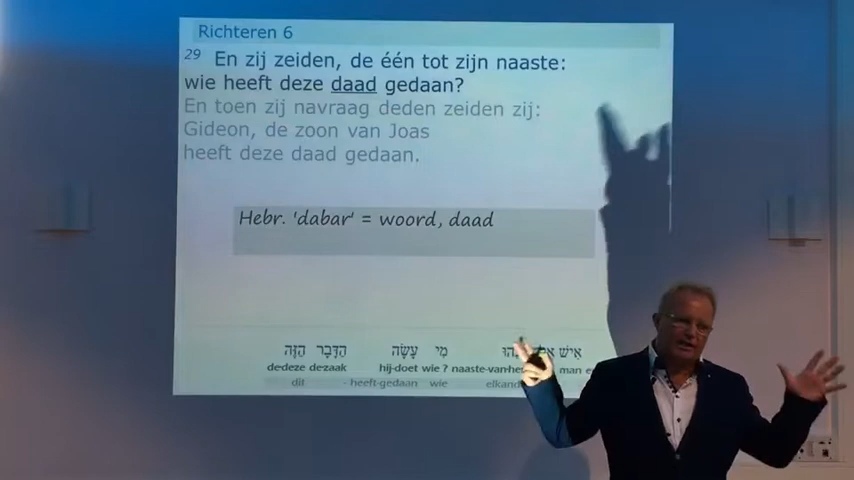 Richteren 6
29 En zij zeiden, de één tot zijn naaste:
wie heeft deze daad gedaan?
En toen zij navraag deden zeiden zij:
Gideon, de zoon van Joas
heeft deze daad gedaan.
Hebr. 'dabar' = woord, daad
אִישׁ מִי עָשָׂה הַדָּבָר הַזֶּה
dedeze dezaak hij-doet wie ? naaste-van-he man
dit - heeft-gedaan wie elkand